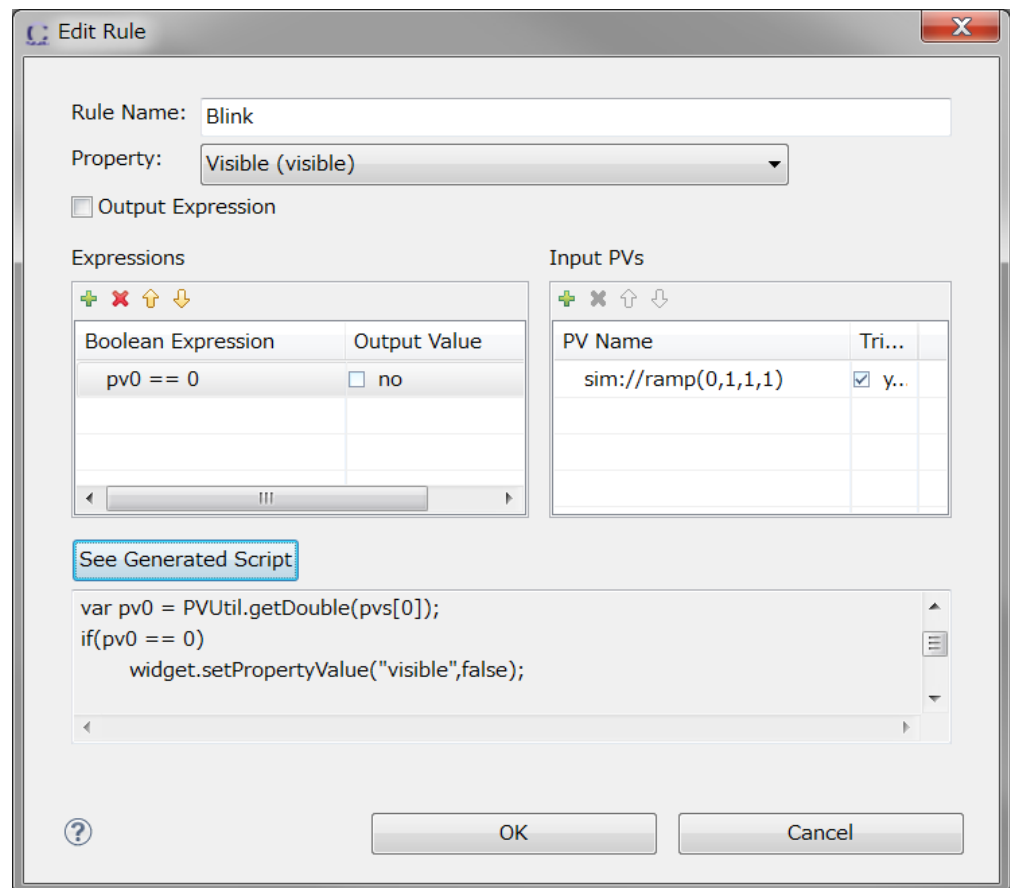 Edit Rule
Rule Name: Blink
Property: Visible (visible)
Output Expression
Expressions
Input PVs
Boolean Expression Output Value
PV Name Tri...
pv0 == 0 no
sim://ramp(0,1,1,1) y...
See Generated Script
var pv0 = PVUtil.getDouble(pvs[0]);
if(pv0 == 0)
widget.setPropertyValue("visible",false);
OK Cancel